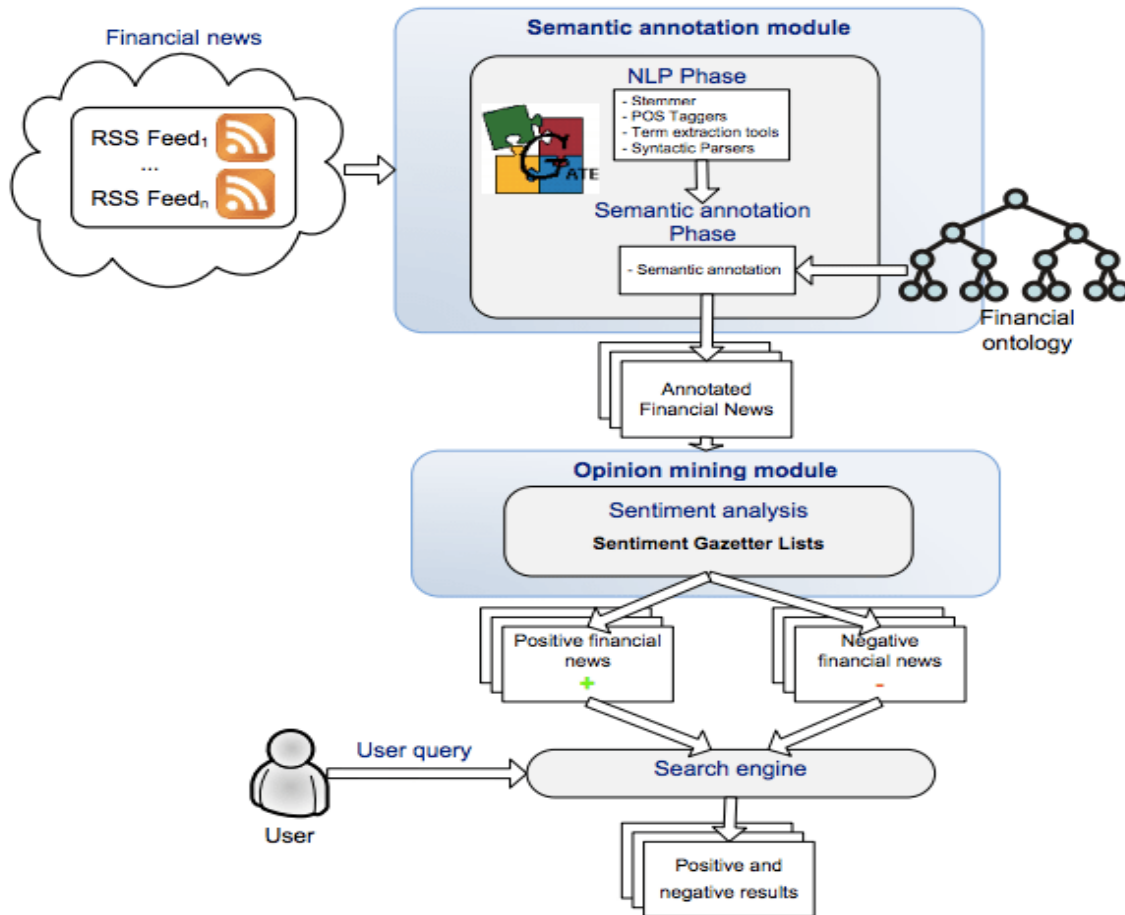 Financial news
RSS Feed1
...
RSS Feedn
Semantic annotation module
NLP Phase
- Stemmer
- POS Taggers
- Term extraction tools
- Syntactic Parsers
GATE
Semantic annotation
Phase
- Semantic annotation
Financial
ontology
Annotated
Financial News
Opinion mining module
Sentiment analysis
Sentiment Gazetter Lists
Positive financial
news
+
Negative
financial news
-
User query
User
Search engine
Positive and
negative results